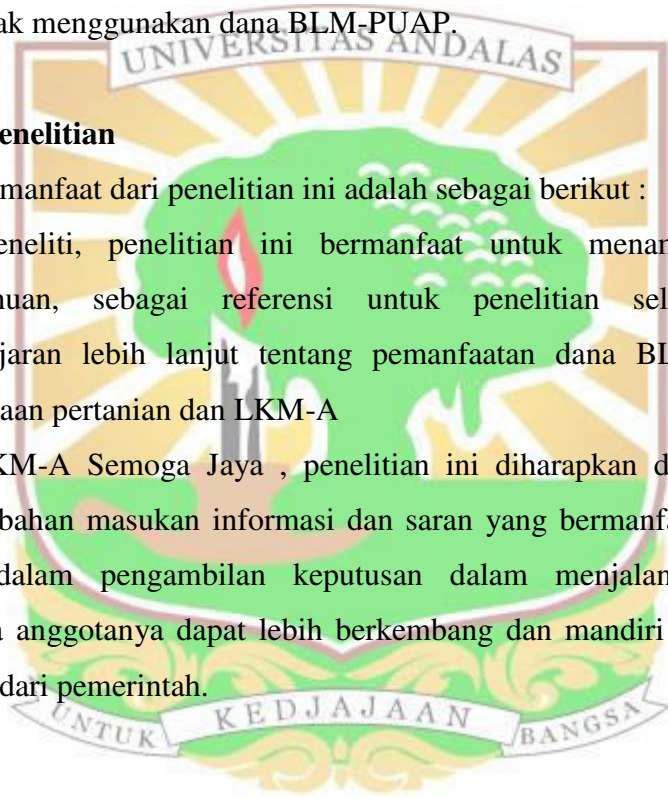 ak menggunakan dana BLM-PUAP.
UNIVERSITAS ANDALAS
enelitian
manfaat dari penelitian ini adalah sebagai berikut :
eneliti, penelitian ini bermanfaat untuk menam
nuan, sebagai referensi untuk penelitian sel
jaran lebih lanjut tentang pemanfaatan dana BL
aan pertanian dan LKM-A
KM-A Semoga Jaya , penelitian ini diharapkan d
bahan masukan informasi dan saran yang bermanfa
dalam pengambilan keputusan dalam menjalan
a anggotanya dapat lebih berkembang dan mandiri
dari pemerintah.
UNTUK KEDJAJAAN BANGSA